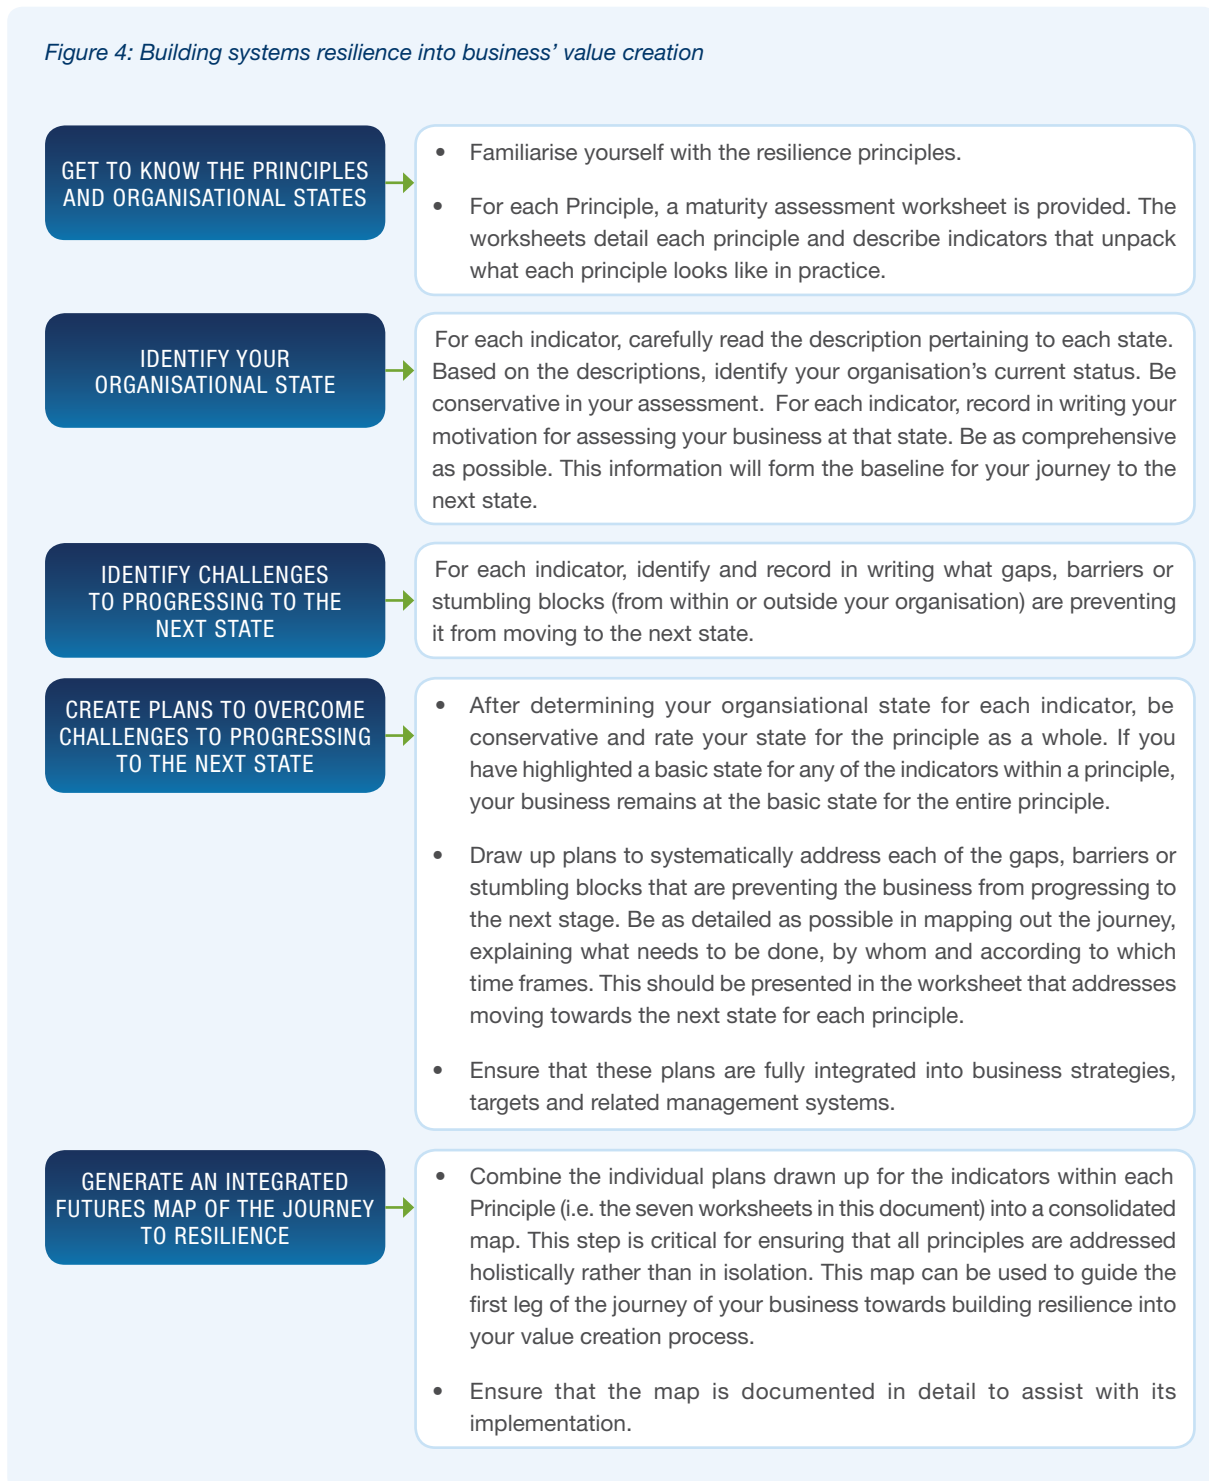 Figure 4: Building systems resilience into business’ value creation
GET TO KNOW THE PRINCIPLES
AND ORGANISATIONAL STATES
• Familiarise yourself with the resilience principles.
• For each Principle, a maturity assessment worksheet is provided. The
worksheets detail each principle and describe indicators that unpack
what each principle looks like in practice.
IDENTIFY YOUR
ORGANISATIONAL STATE
For each indicator, carefully read the description pertaining to each state.
Based on the descriptions, identify your organisation’s current status. Be
conservative in your assessment. For each indicator, record in writing your
motivation for assessing your business at that state. Be as comprehensive
as possible. This information will form the baseline for your journey to the
next state.
IDENTIFY CHALLENGES
TO PROGRESSING TO THE
NEXT STATE
For each indicator, identify and record in writing what gaps, barriers or
stumbling blocks (from within or outside your organisation) are preventing
it from moving to the next state.
CREATE PLANS TO OVERCOME
CHALLENGES TO PROGRESSING
TO THE NEXT STATE
• After determining your organsiational state for each indicator, be
conservative and rate your state for the principle as a whole. If you
have highlighted a basic state for any of the indicators within a principle,
your business remains at the basic state for the entire principle.
• Draw up plans to systematically address each of the gaps, barriers or
stumbling blocks that are preventing the business from progressing to
the next stage. Be as detailed as possible in mapping out the journey,
explaining what needs to be done, by whom and according to which
time frames. This should be presented in the worksheet that addresses
moving towards the next state for each principle.
• Ensure that these plans are fully integrated into business strategies,
targets and related management systems.
GENERATE AN INTEGRATED
FUTURES MAP OF THE JOURNEY
TO RESILIENCE
• Combine the individual plans drawn up for the indicators within each
Principle (i.e. the seven worksheets in this document) into a consolidated
map. This step is critical for ensuring that all principles are addressed
holistically rather than in isolation. This map can be used to guide the
first leg of the journey of your business towards building resilience into
your value creation process.
• Ensure that the map is documented in detail to assist with its
implementation.